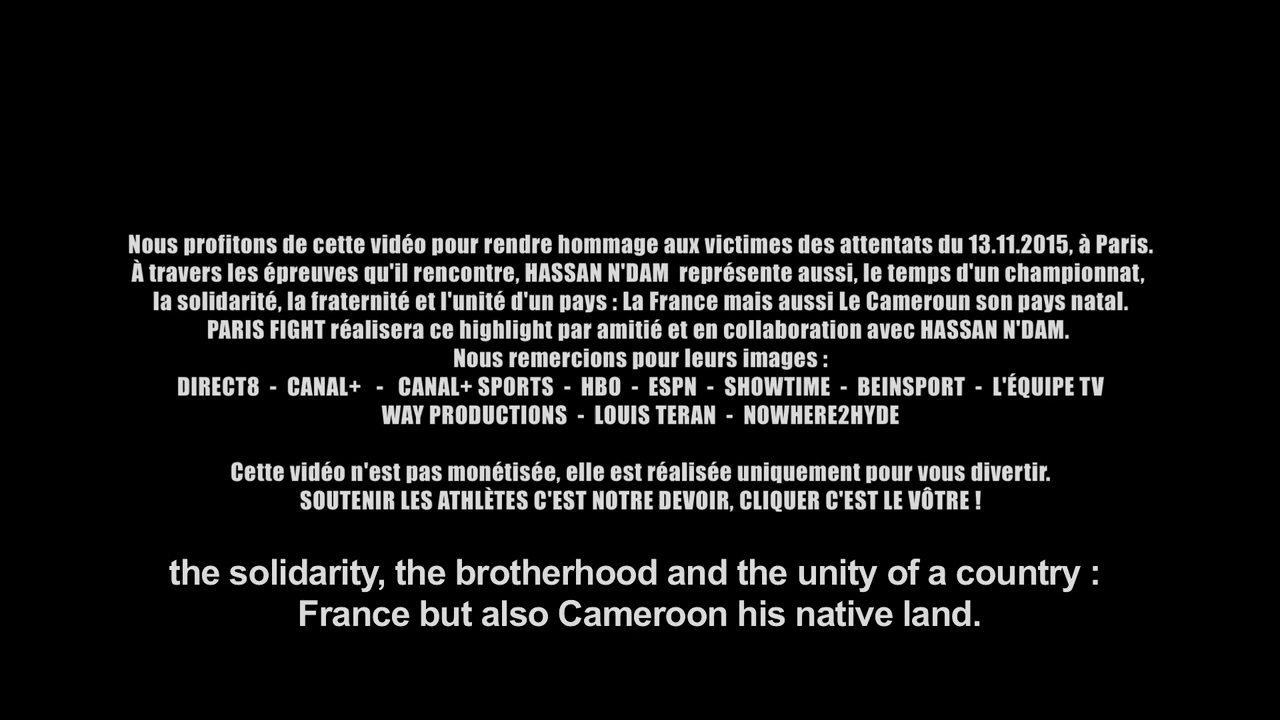 Nous profitons de cette vidéo pour rendre hommage aux victimes des attentats du 13.11.2015, à Paris.
À travers les épreuves qu'il rencontre, HASSAN N'DAM représente aussi, le temps d'un championnat,
la solidarité, la fraternité et l'unité d'un pays : La France mais aussi Le Cameroun son pays natal.
PARIS FIGHT réalisera ce highlight par amitié et en collaboration avec HASSAN N'DAM.
Nous remercions pour leurs images :
DIRECT8 - CANAL+ - CANAL+ SPORTS - HBO - ESPN - SHOWTIME - BEINSPORT - L'ÉQUIPE TV
WAY PRODUCTIONS - LOUIS TERAN - NOWHERE2HYDE
Cette vidéo n'est pas monétisée, elle est réalisée uniquement pour vous divertir.
SOUTENIR LES ATHLÈTES C'EST NOTRE DEVOIR, CLIQUER C'EST LE VÔTRE !
the solidarity, the brotherhood and the unity of a country :
France but also Cameroon his native land.